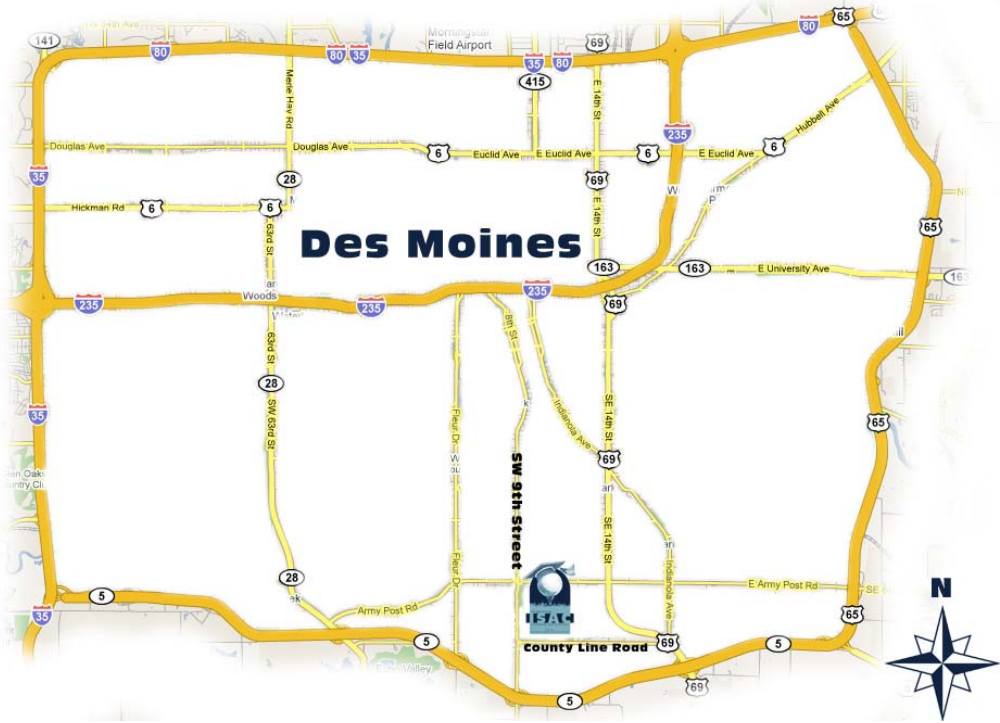 141
80
80
35
Morningstar
Field Airport
69
35
80
415
80
65
Merle Hay Rd
E 14th St
Hubbell Ave
235
Douglas Ave
Douglas Ave
6
Euclid Ave
E Euclid Ave
6
E Euclid Ave
6
35
28
69
Hickman Rd
6
6
63rd St
E 14th St
65
Des Moines
163
163
E University Ave
163
235
Woods
235
235
69
8th St
63rd St
28
SW 63rd St
35
Fleur Dr
Indianola Ave
SE 14th St
65
69
SW 9th Street
SE 14th St
28
Fleur Dr
Indianola Ave
E Army Post Rd
SE
5
Army Post Rd
ISAC
35
65
N
5
County Line Road
69
5
69
5